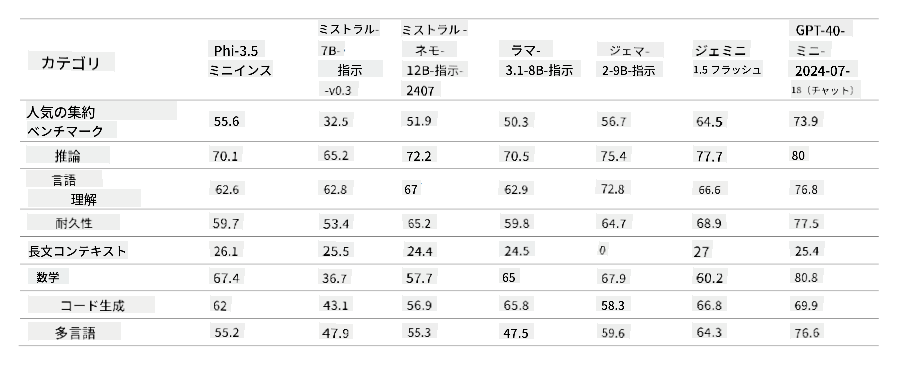 カテゴリ
Phi-3.5
ミニインス
ミストラル-
7B-
指示
-v0.3
ミストラル-
ネモ-
12B-指示-
2407
ラマ-
3.1-8B-指示
ジェマ-
2-9B-指示
ジェミニ
1.5 フラッシュ
GPT-4o-
ミニ-
2024-07-
18（チャット）
人気の集約
ベンチマーク
55.6 32.5 51.9 50.3 56.7 64.5 73.9
推論 70.1 65.2 72.2 70.5 75.4 77.7 80
言語
理解
62.6 62.8 67 62.9 72.8 66.6 76.8
耐久性 59.7 53.4 65.2 59.8 64.7 68.9 77.5
長文コンテキスト 26.1 25.5 24.4 24.5 0 27 25.4
数学 67.4 36.7 57.7 65 67.9 60.2 80.8
コード生成 62 43.1 56.9 65.8 58.3 66.8 69.9
多言語 55.2 47.9 55.3 47.5 59.6 64.3 76.6